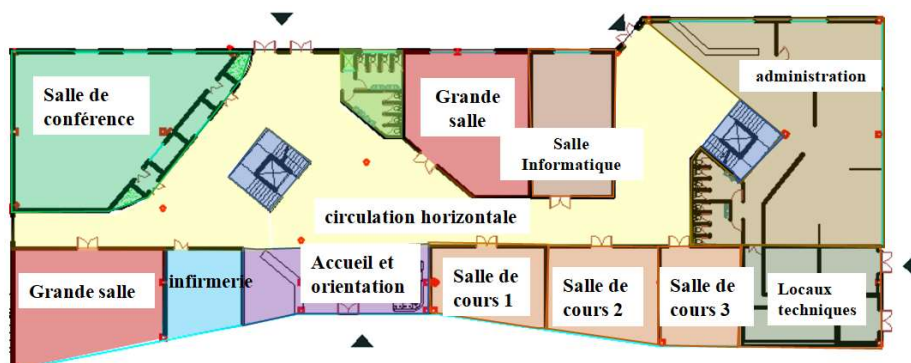 Salle de
conférence
Grande
salle
administration
Salle
Informatique
circulation horizontale
Grande salle
infirmerie
Accueil et
orientation
Salle de
cours 1
Salle de
cours 2
Salle de
cours 3
Locaux
techniques